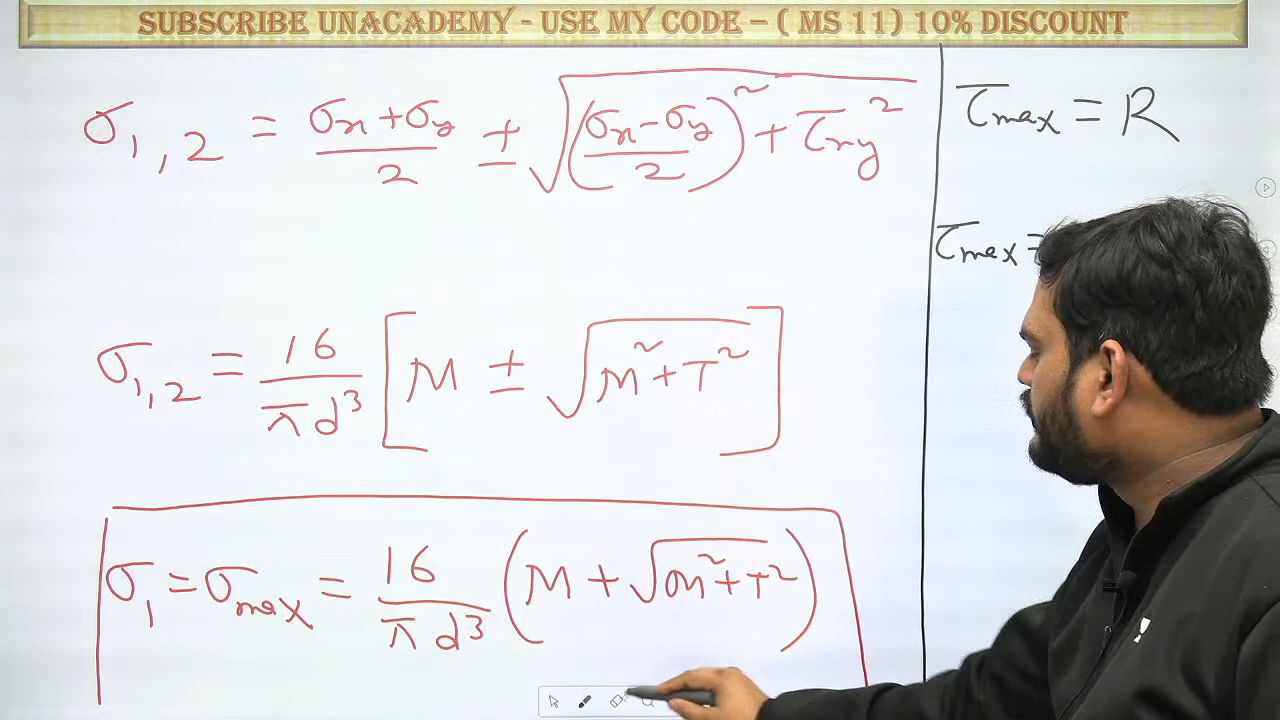 SUBSCRIBE UNACADEMY - USE MY CODE – ( MS 11) 10% DISCOUNT
σ₁,₂ = (σx + σy)/2 ± √(((σx - σy)/2)² + τxy²)
σ₁,₂ = 16/πd³ [M ± √(M² + T²)]
σ₁ = σmax = 16/πd³ (M + √(M² + T²))
τmax = R
τmax =